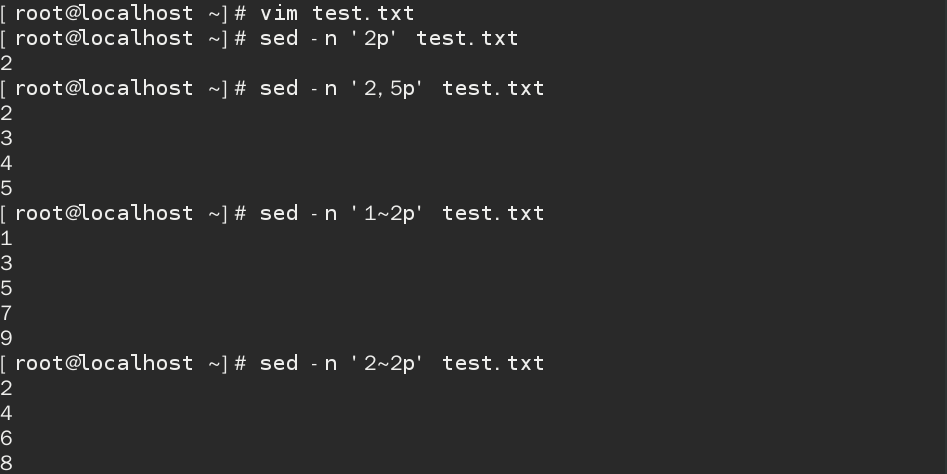 [root@localhost ~]# vim test.txt
[root@localhost ~]# sed -n '2p' test.txt
2
[root@localhost ~]# sed -n '2,5p' test.txt
2
3
4
5
[root@localhost ~]# sed -n '1~2p' test.txt
1
3
5
7
9
[root@localhost ~]# sed -n '2~2p' test.txt
2
4
6
8